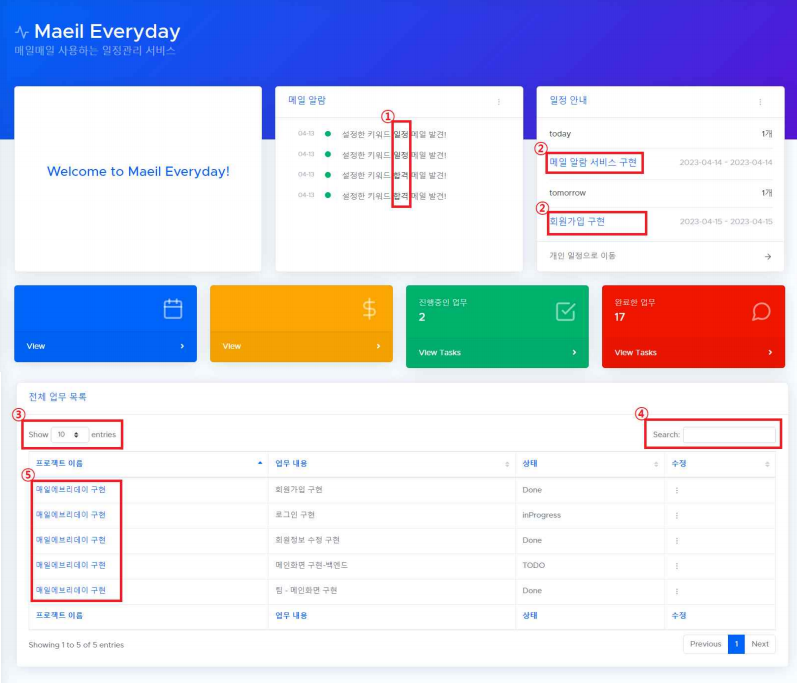 Maeil Everyday
메일매일 사용하는 일정관리 서비스
Welcome to Maeil Everyday!
메일 알람
①
04-13 설정한 키워드 일정 메일 발견!
04-13 설정한 키워드 일정 메일 발견!
04-13 설정한 키워드 합격 메일 발견!
04-13 설정한 키워드 합격 메일 발견!
일정 안내
today 1개
②
메일 알람 서비스 구현 2023-04-14 - 2023-04-14
tomorrow 1개
②
회원가입 구현 2023-04-15 - 2023-04-15
개인 일정으로 이동
View
View
진행중인 업무
2
View Tasks
완료한 업무
17
View Tasks
전체 업무 목록
③
④
Show 10 entries
Search:
프로젝트 이름 업무 내용 상태 수정
⑤
매일에브리데이 구현 회원가입 구현 Done
매일에브리데이 구현 로그인 구현 inProgress
매일에브리데이 구현 회원정보 수정 구현 Done
매일에브리데이 구현 메인화면 구현-백엔드 TODO
매일에브리데이 구현 팀 - 메인화면 구현 Done
프로젝트 이름 업무 내용 상태 수정
Showing 1 to 5 of 5 entries
Previous 1 Next